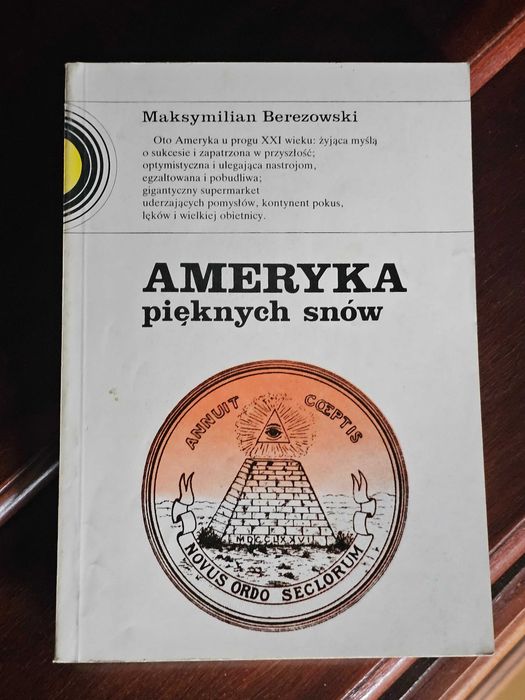 Maksymilian Berezowski
Oto Ameryka u progu XXI wieku: żyjąca myślą
o sukcesie i zapatrzona w przyszłość;
optymistyczna i ulegająca nastrojom,
egzaltowana i pobudliwa;
gigantyczny supermarket
uderzających pomysłów, kontynent pokus,
lęków i wielkiej obietnicy.
AMERYKA
pięknych snów
ANNUIT CŒPTIS
MDCCLXXVI
NOVUS ORDO SECLORUM